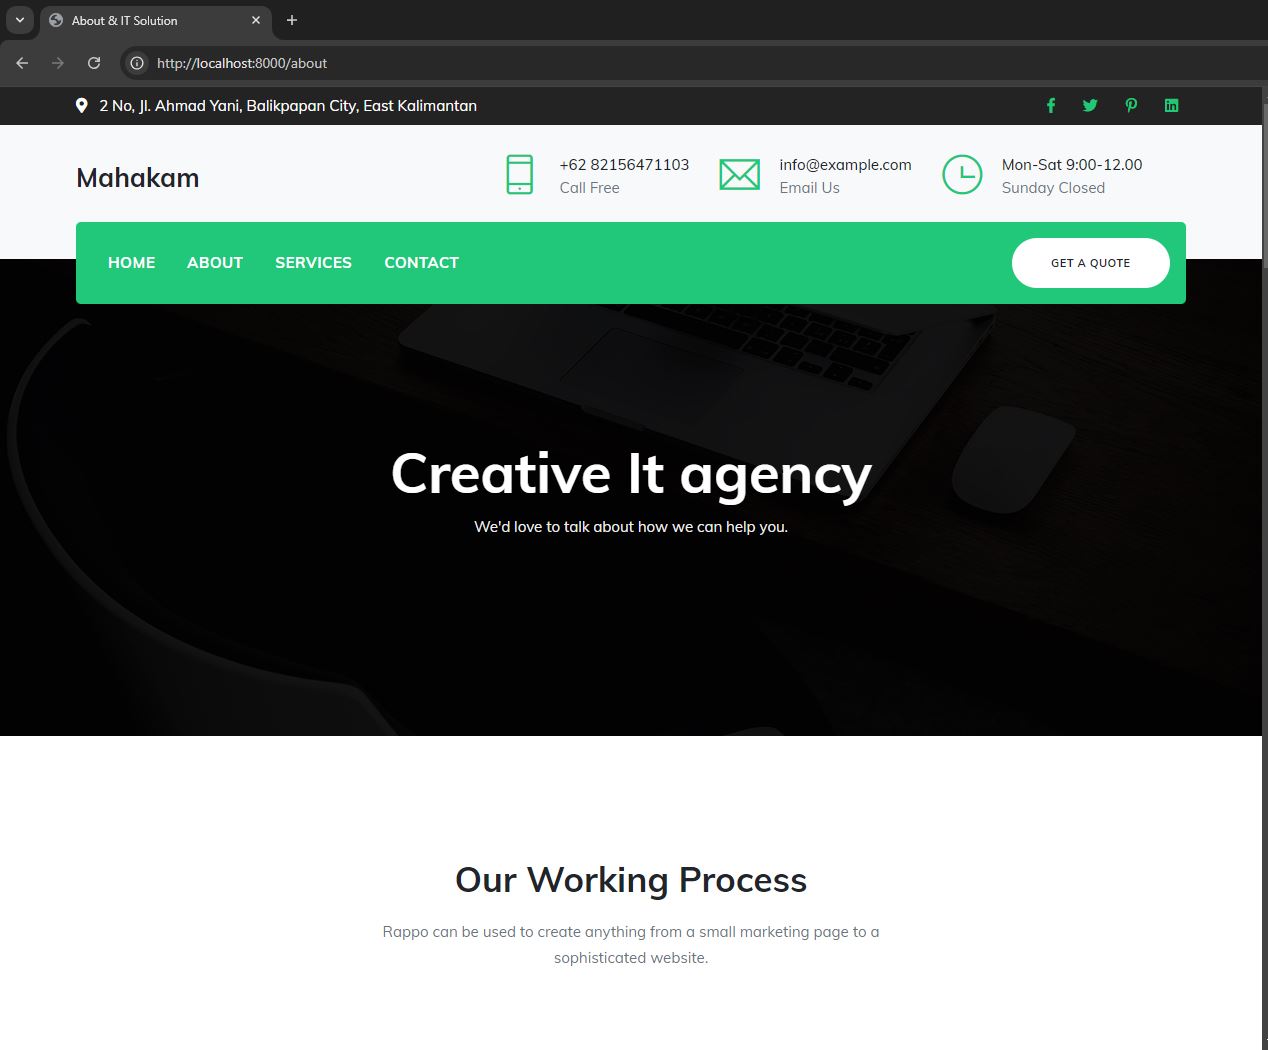 About & IT Solution
http://localhost:8000/about
2 No, Jl. Ahmad Yani, Balikpapan City, East Kalimantan
Mahakam
+62 82156471103
Call Free
info@example.com
Email Us
Mon-Sat 9:00-12.00
Sunday Closed
HOME ABOUT SERVICES CONTACT
GET A QUOTE
Creative It agency
We'd love to talk about how we can help you.
Our Working Process
Rappo can be used to create anything from a small marketing page to a
sophisticated website.